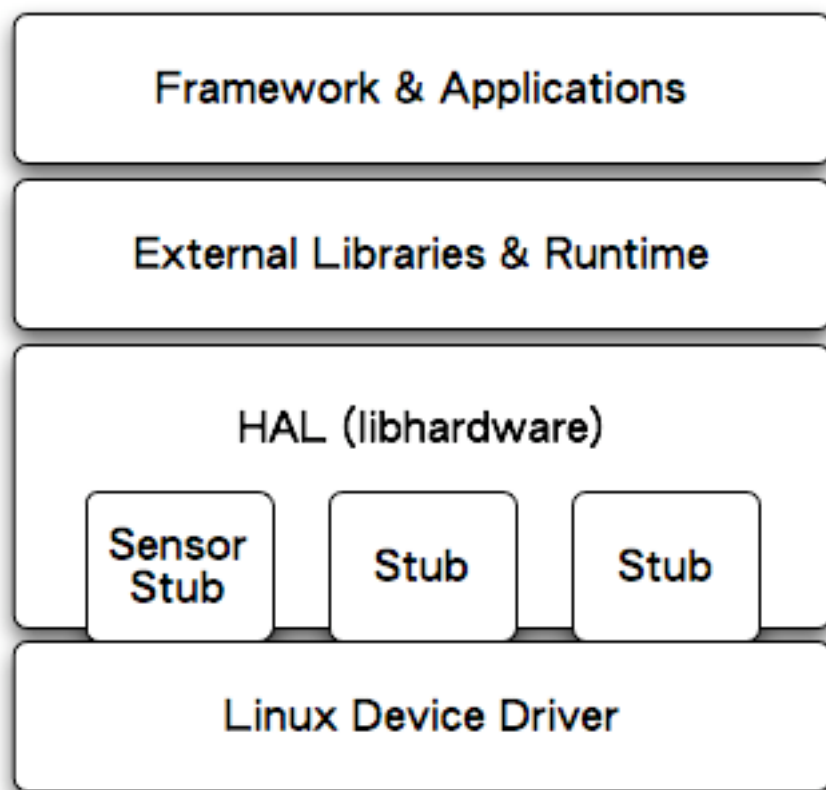 Framework & Applications
External Libraries & Runtime
HAL (libhardware)
Sensor
Stub
Stub
Stub
Linux Device Driver